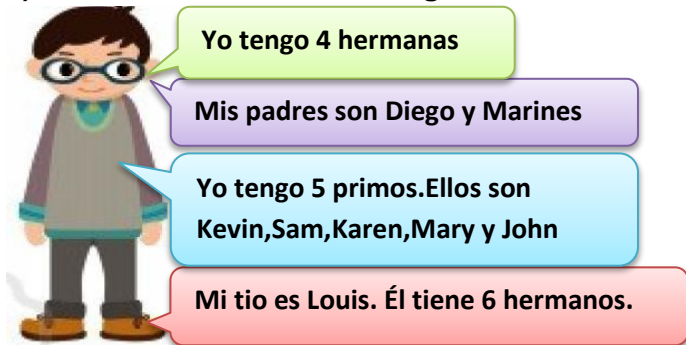 Yo tengo 4 hermanas
Mis padres son Diego y Marines
Yo tengo 5 primos.Ellos son
Kevin,Sam,Karen,Mary y John
Mi tio es Louis. Él tiene 6 hermanos.